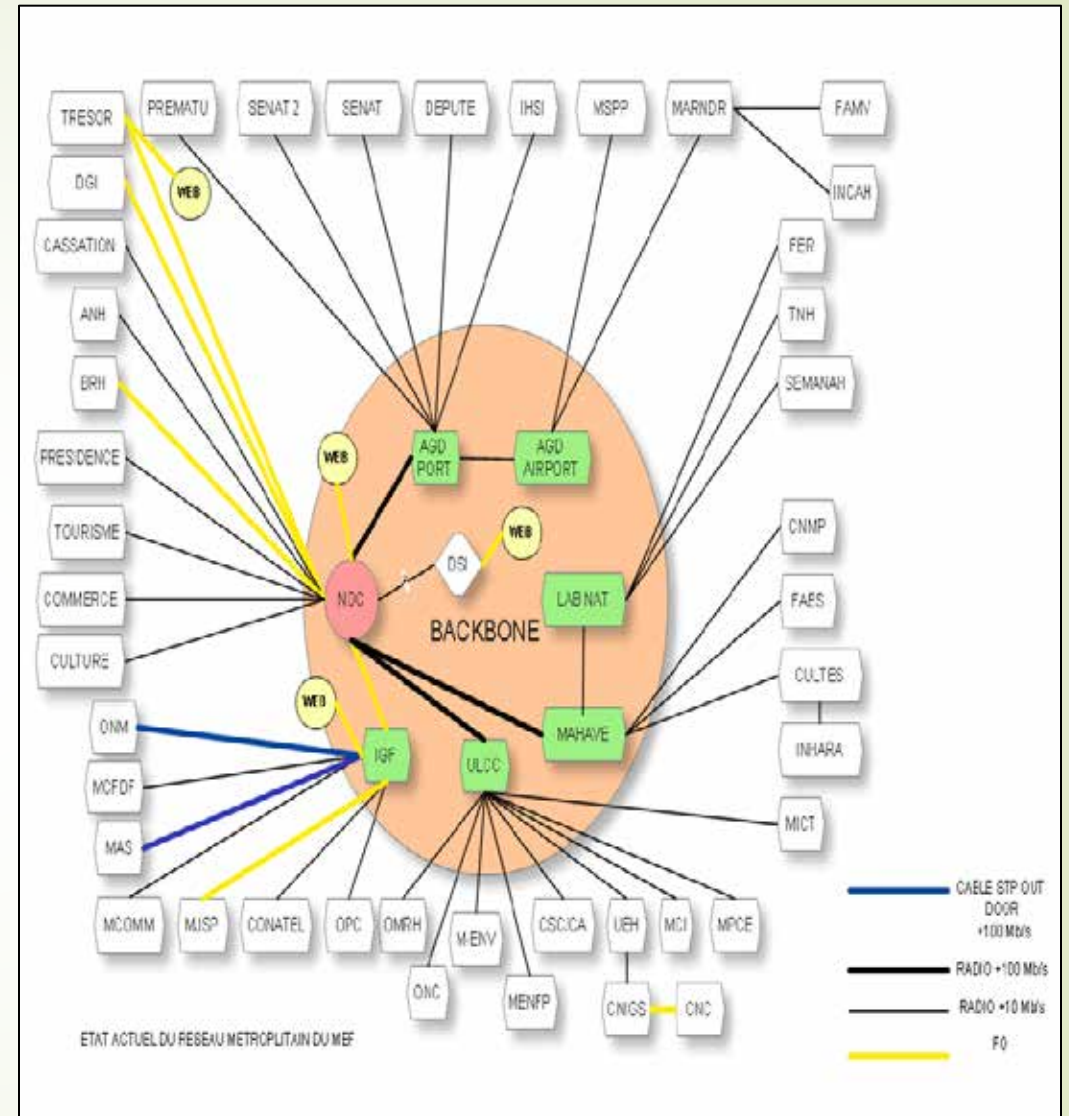 TRESOR
PREMATU
SENAT 2
SENAT
DEPUTE
IHSI
MSPP
MARNDR
FAMV
DGI
WEB
INCAH
CASSATION
FER
ANH
TNH
BRH
SEMANAH
PRESIDENCE
WEB
AGD
PORT
AGD
AIRPORT
TOURISME
DSI
WEB
CNMP
COMMERCE
NOC
LAB NAT
FAES
BACKBONE
CULTURE
CULTES
WEB
ONM
IGF
ULCC
MAHAVE
INHARA
MCFDF
MAS
MICT
MCOMM
MJSP
CONATEL
OPC
OMRH
M-ENV
CSC/CA
UEH
MCI
MPCE
ONC
MENFP
CNIGS
CNC
CABLE STP OUT
DOOR
+100 Mb/s
RADIO +100 Mb/s
RADIO +10 Mb/s
FO
ETAT ACTUEL DU RESEAU METROPLITAIN DU MEF